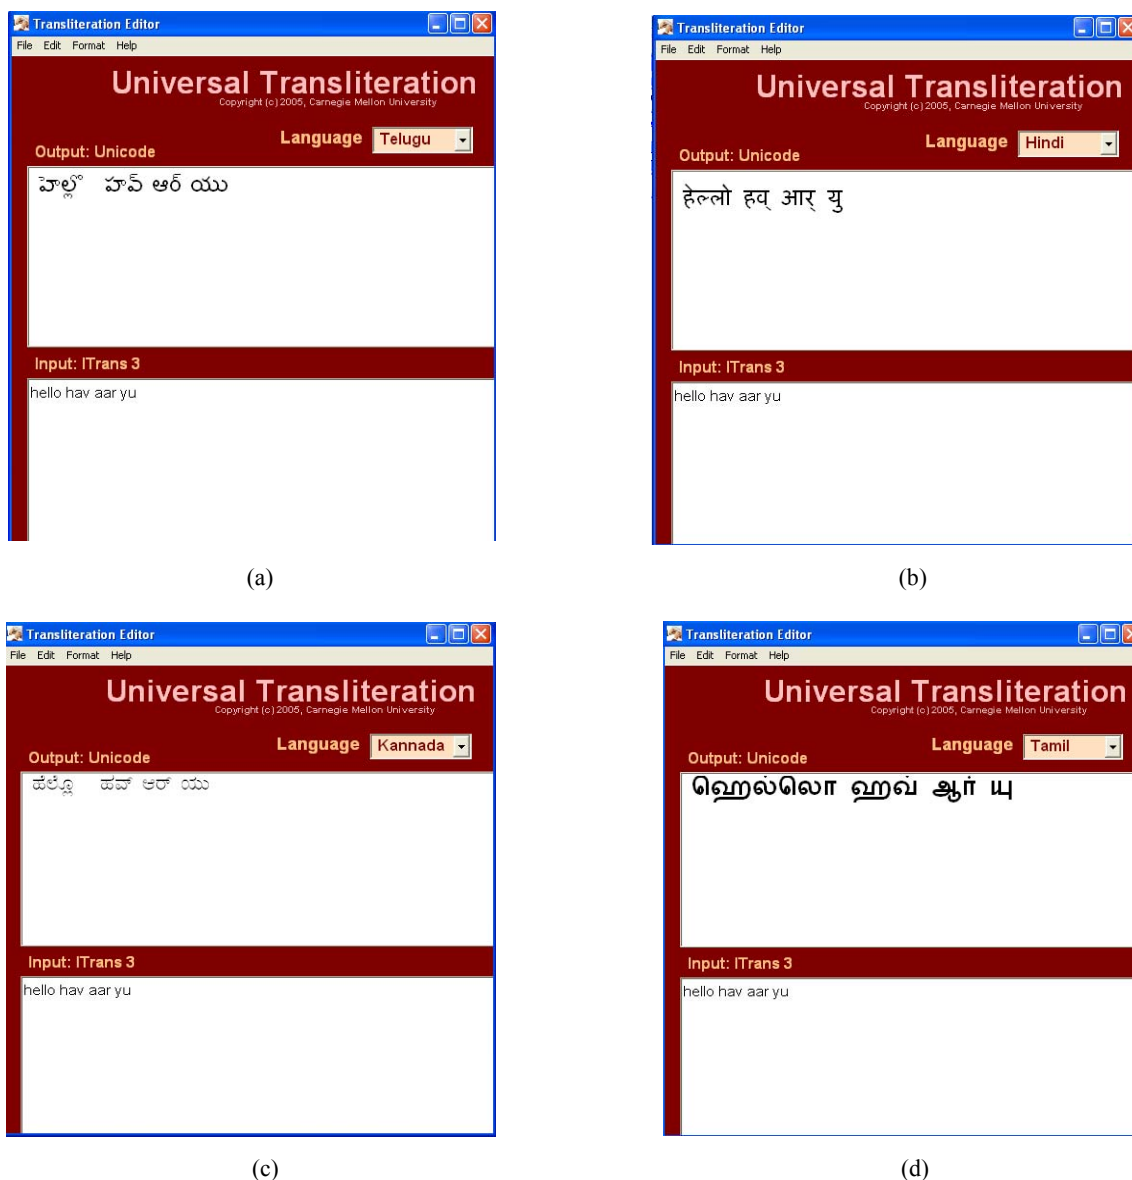 Transliteration Editor
File Edit Format Help
Universal Transliteration
Copyright (c) 2005, Carnegie Mellon University
Language Telugu
Output: Unicode
హెల్లొ హవ్ ఆర్ యు
Input: ITrans 3
hello hav aar yu
(a)
Transliteration Editor
File Edit Format Help
Universal Transliteration
Copyright (c) 2005, Carnegie Mellon University
Language Hindi
Output: Unicode
हेल्लो हव् आर् यु
Input: ITrans 3
hello hav aar yu
(b)
Transliteration Editor
File Edit Format Help
Universal Transliteration
Copyright (c) 2005, Carnegie Mellon University
Language Kannada
Output: Unicode
ಹೆಲ್ಲೊ ಹವ್ ಆರ್ ಯು
Input: ITrans 3
hello hav aar yu
(c)
Transliteration Editor
File Edit Format Help
Universal Transliteration
Copyright (c) 2005, Carnegie Mellon University
Language Tamil
Output: Unicode
ஹெல்லொ ஹவ் ஆர் யு
Input: ITrans 3
hello hav aar yu
(d)